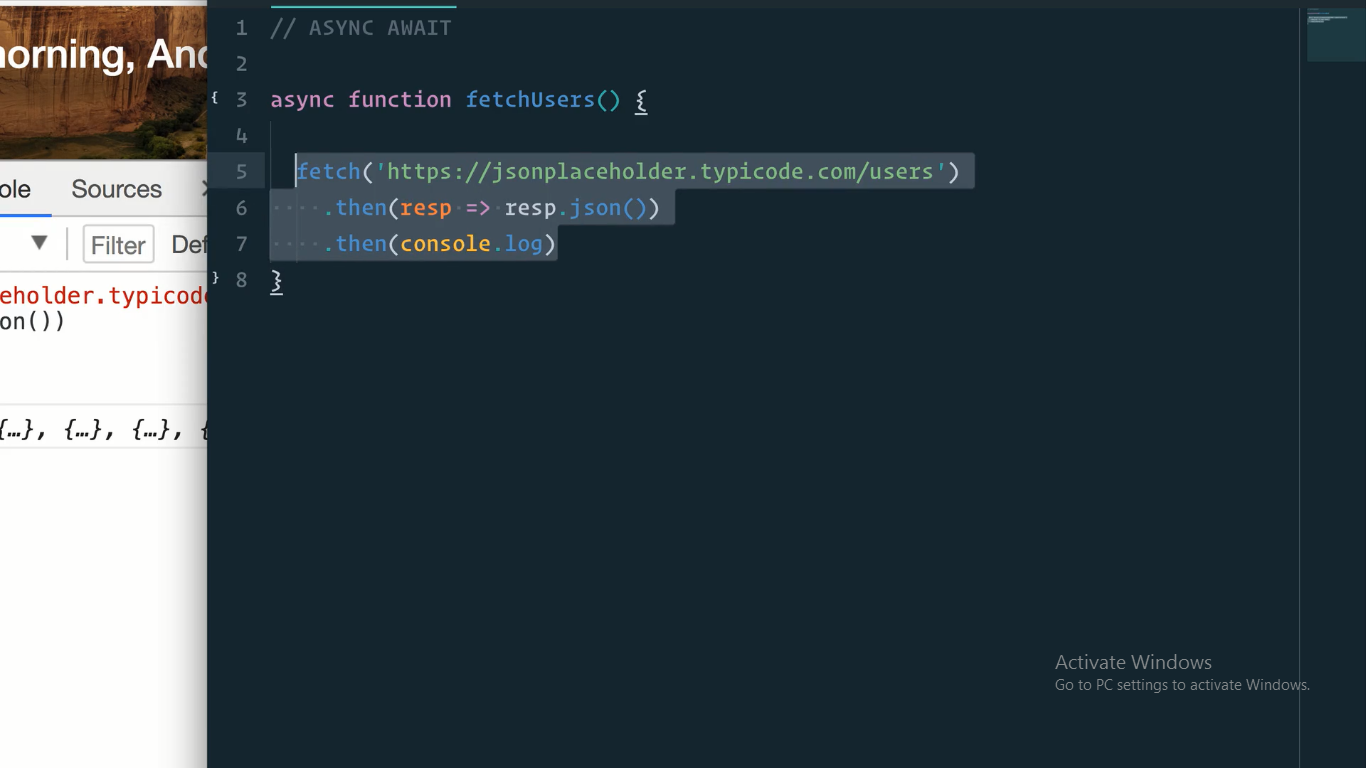 morning, And
ole Sources
Filter Def
eholder.typicode
on())
{…}, {…}, {…}, {
1 // ASYNC AWAIT
2
{ 3 async function fetchUsers() {
4
5 fetch('https://jsonplaceholder.typicode.com/users')
6 .then(resp => resp.json())
7 .then(console.log)
} 8 }
Activate Windows
Go to PC settings to activate Windows.